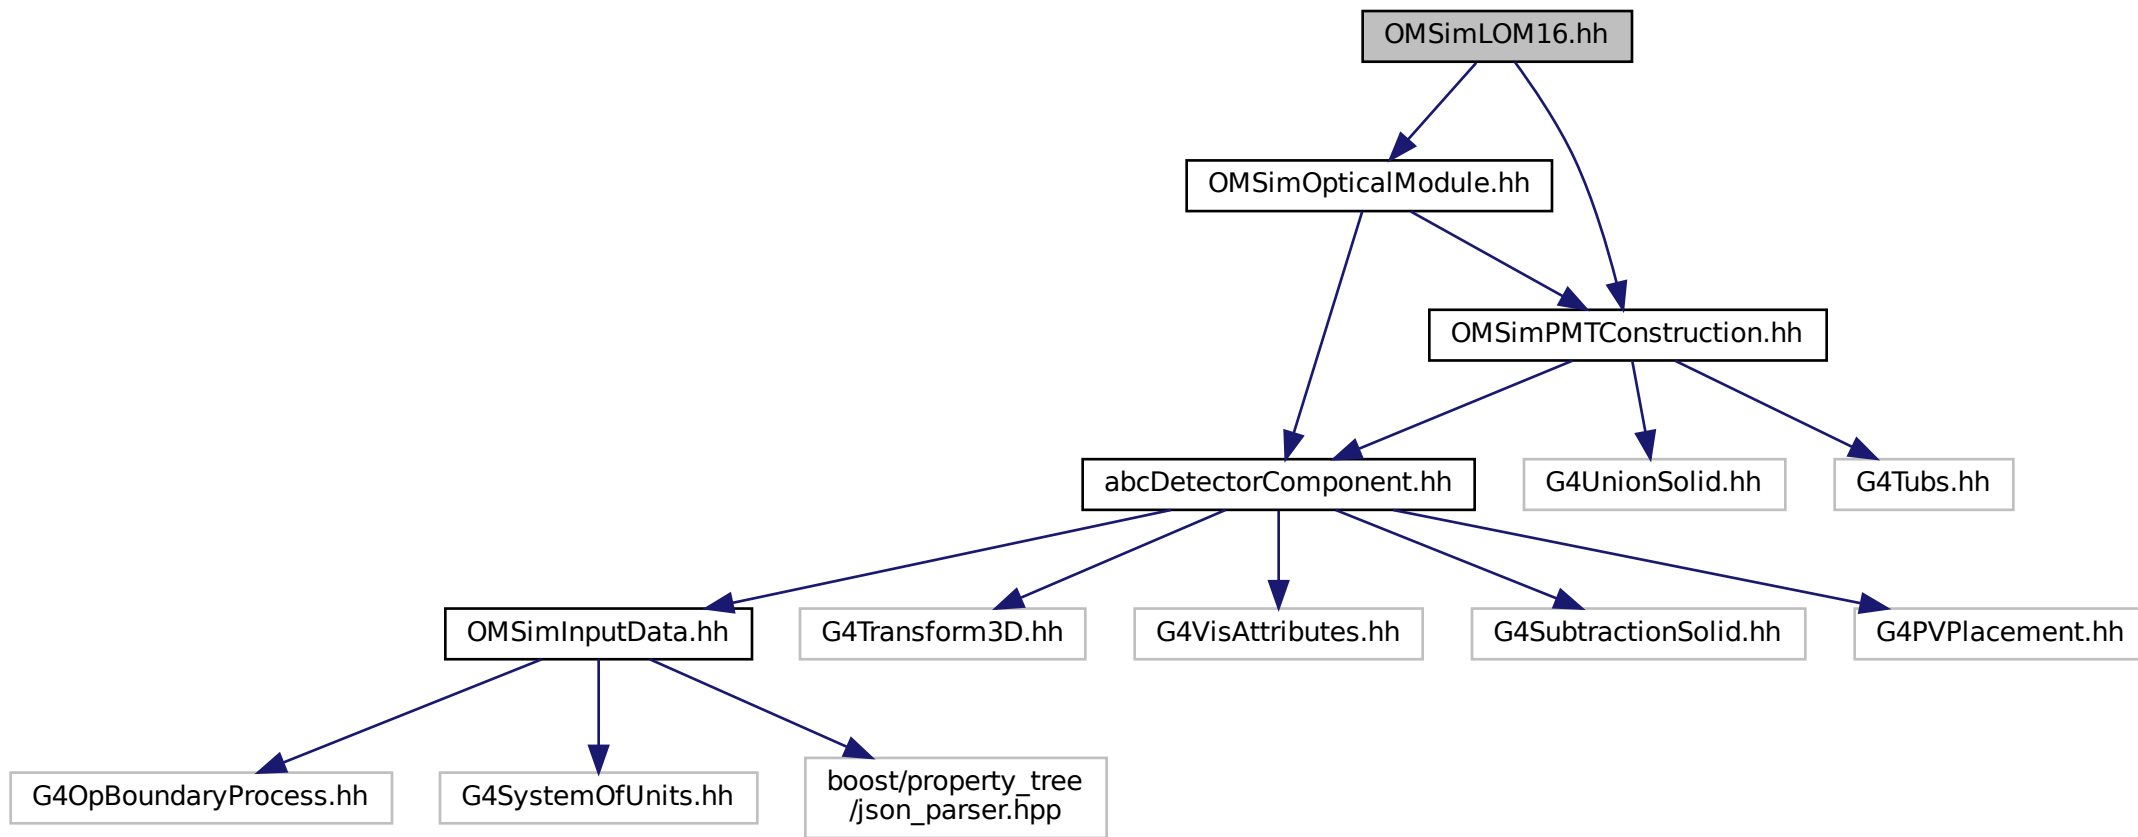 OMSimLOM16.hh
OMSimOpticalModule.hh
OMSimPMTConstruction.hh
abcDetectorComponent.hh
G4UnionSolid.hh
G4Tubs.hh
OMSimInputData.hh
G4Transform3D.hh
G4VisAttributes.hh
G4SubtractionSolid.hh
G4PVPlacement.hh
G4OpBoundaryProcess.hh
G4SystemOfUnits.hh
boost/property_tree
/json_parser.hpp